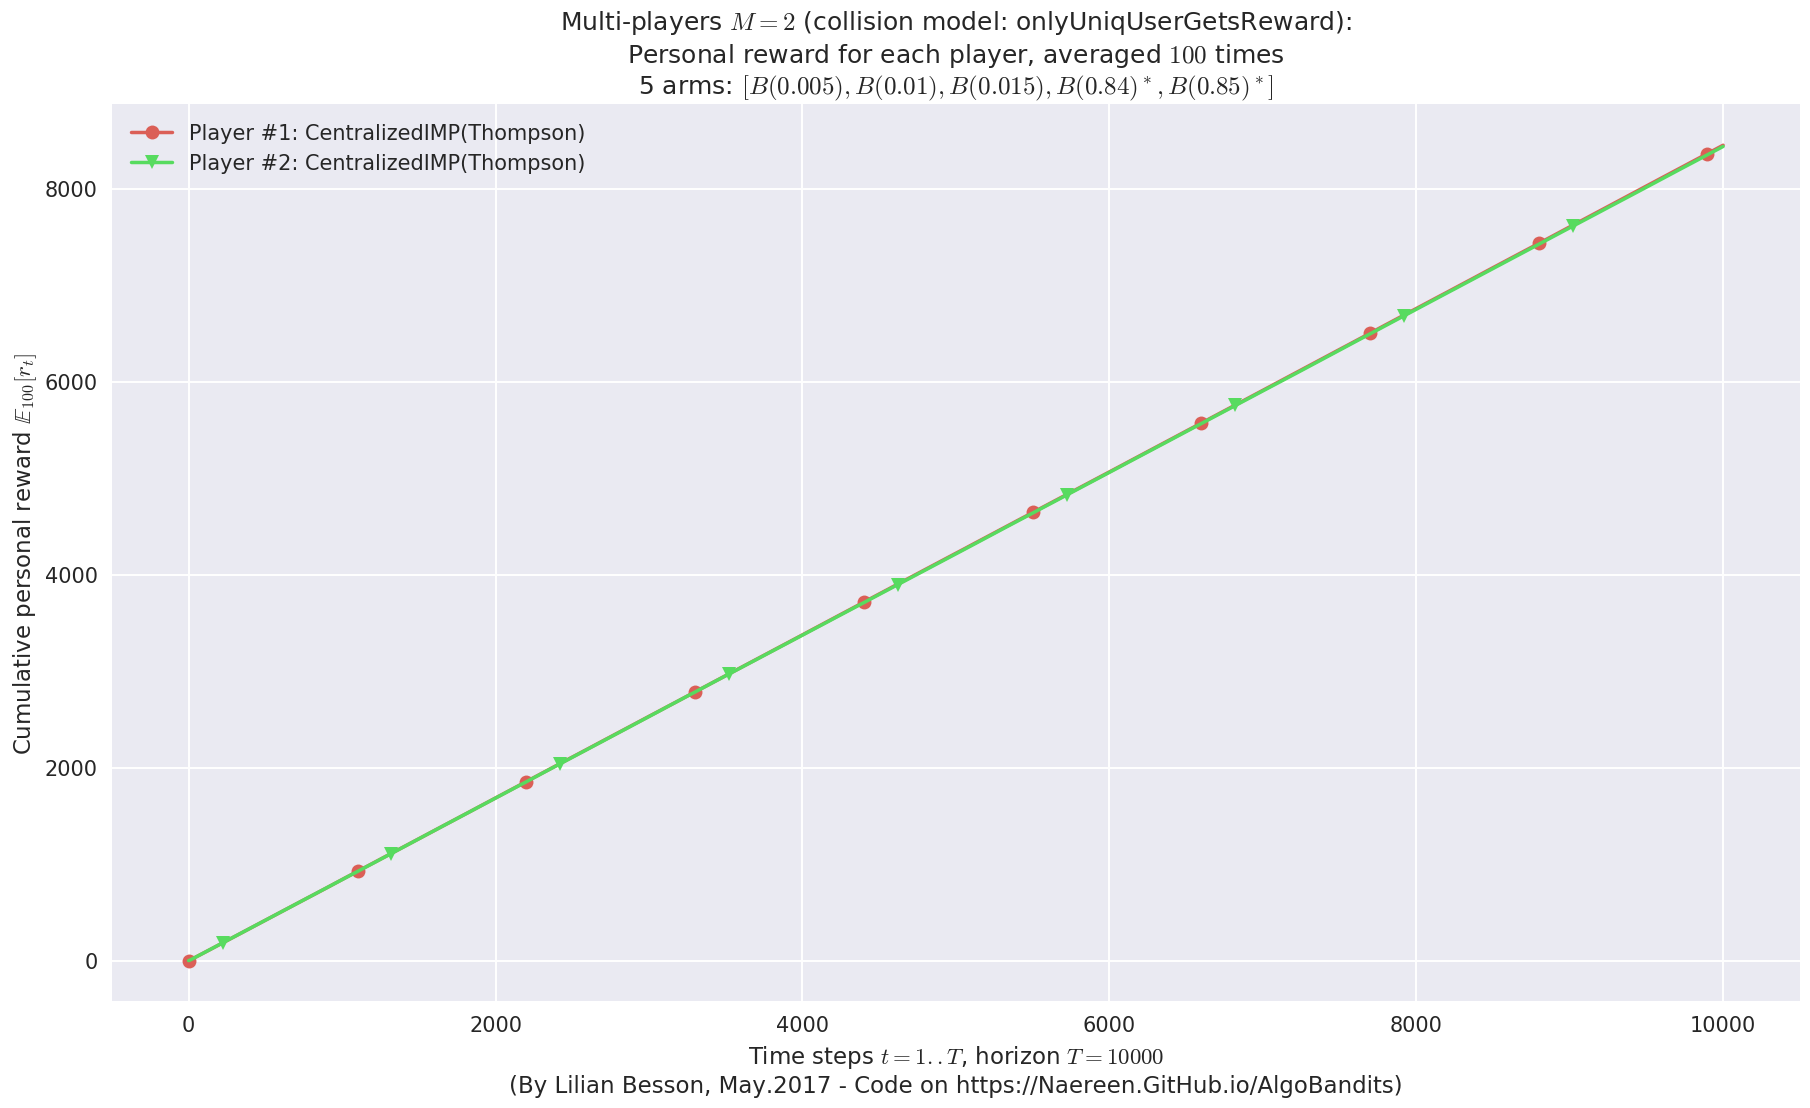 Multi-players M = 2 (collision model: onlyUniqUserGetsReward):
Personal reward for each player, averaged 100 times
5 arms: [B(0.005), B(0.01), B(0.015), B(0.84)*, B(0.85)*]
Player #1: CentralizedIMP(Thompson)
Player #2: CentralizedIMP(Thompson)
Cumulative personal reward 𝔼₁₀₀[rₜ]
8000
6000
4000
2000
0
0 2000 4000 6000 8000 10000
Time steps t = 1..T, horizon T = 10000
(By Lilian Besson, May.2017 - Code on https://Naereen.GitHub.io/AlgoBandits)